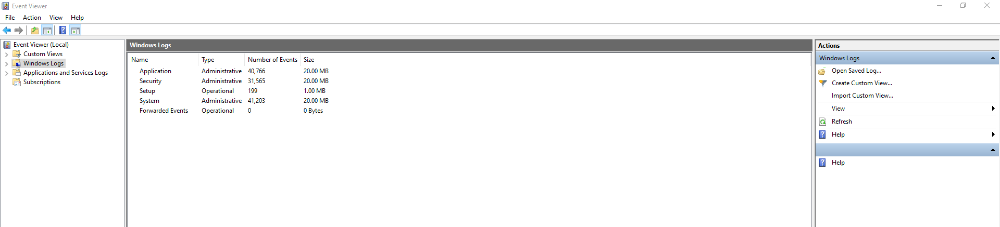 Event Viewer
File Action View Help
Event Viewer (Local)
Custom Views
Windows Logs
Applications and Services Logs
Subscriptions
Windows Logs
Name Type Number of Events Size
Application Administrative 40,766 20.00 MB
Security Administrative 31,565 20.00 MB
Setup Operational 199 1.00 MB
System Administrative 41,203 20.00 MB
Forwarded Events Operational 0 0 Bytes
Actions
Windows Logs
Open Saved Log...
Create Custom View...
Import Custom View...
View
Refresh
Help
Help